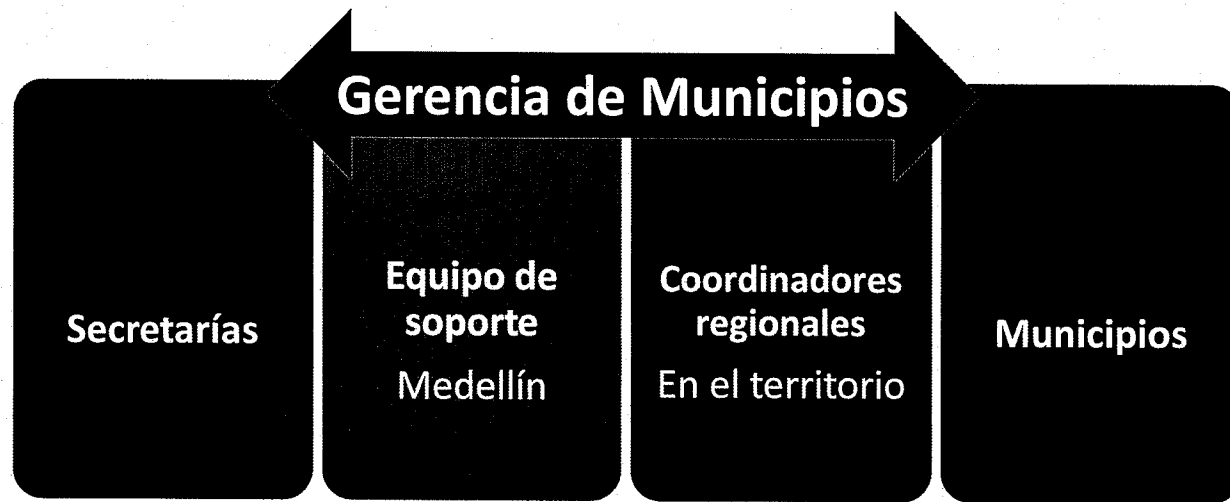 Gerencia de Municipios
Secretarías
Equipo de
soporte
Medellín
Coordinadores
regionales
En el territorio
Municipios